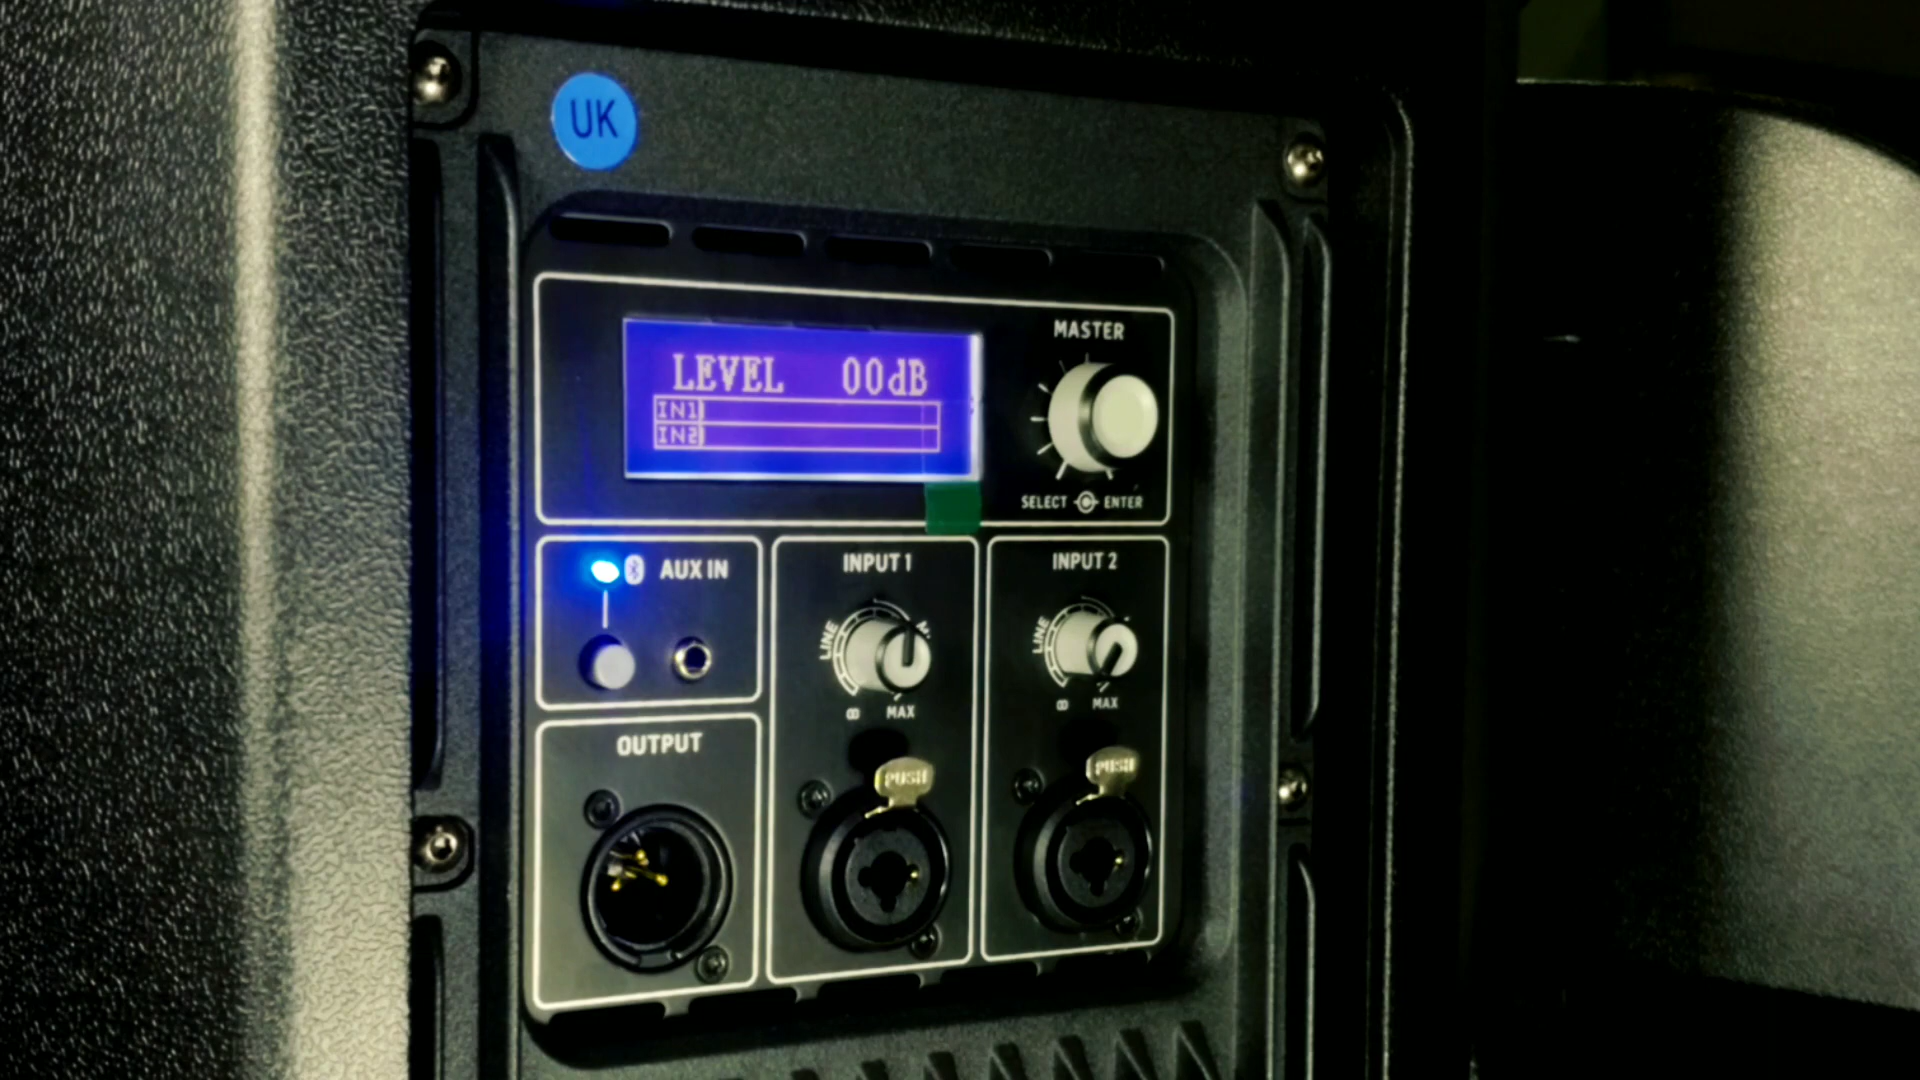 UK
LEVEL 00dB
IN1
IN2
MASTER
SELECT ENTER
AUX IN
INPUT 1
LINE
∞ MAX
PUSH
INPUT 2
LINE
∞ MAX
PUSH
OUTPUT